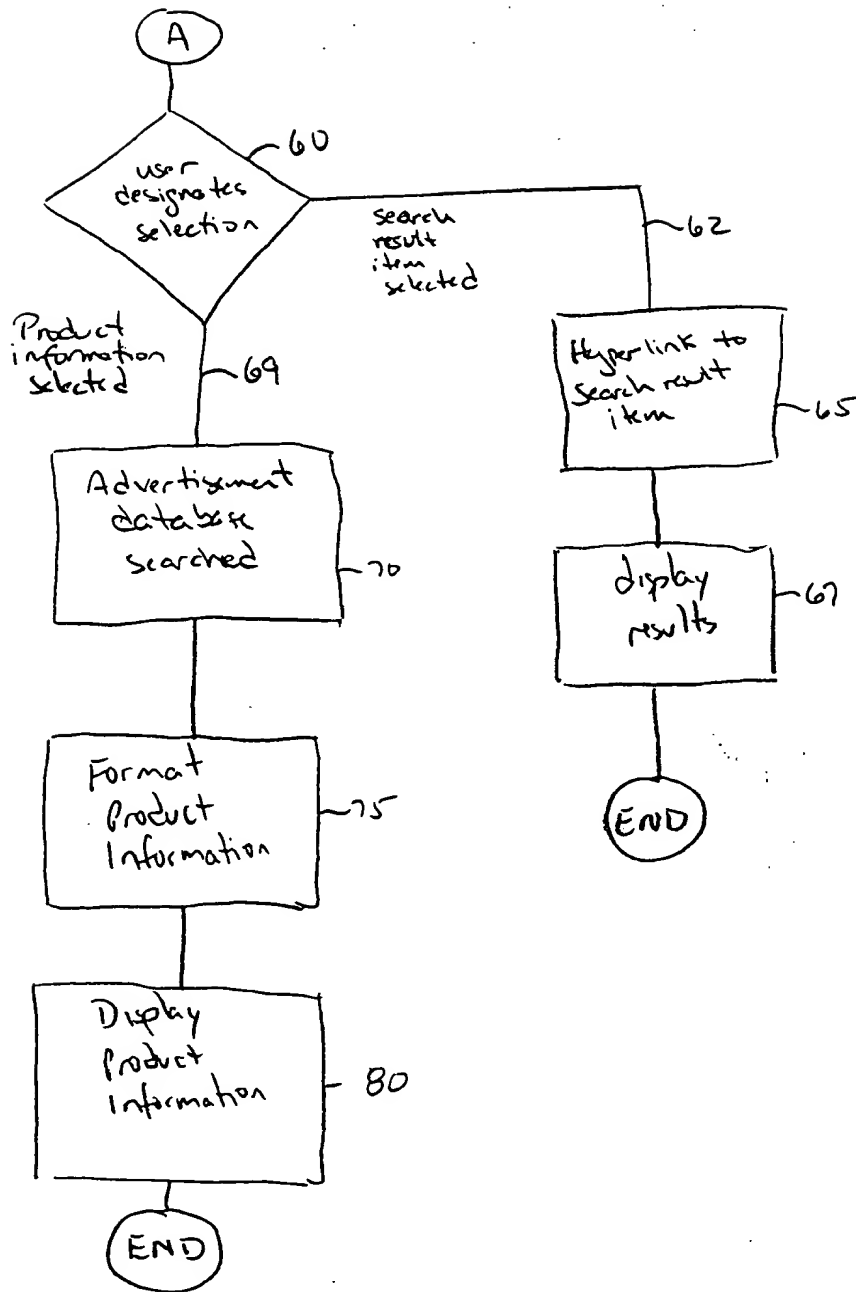 A
60
user
designates
selection
search
result
item
selected
62
Product
information
selected
69
Hyperlink to
search result
item
65
Advertisement
database
searched
70
display
results
67
Format
Product
Information
75
END
Display
Product
Information
80
END